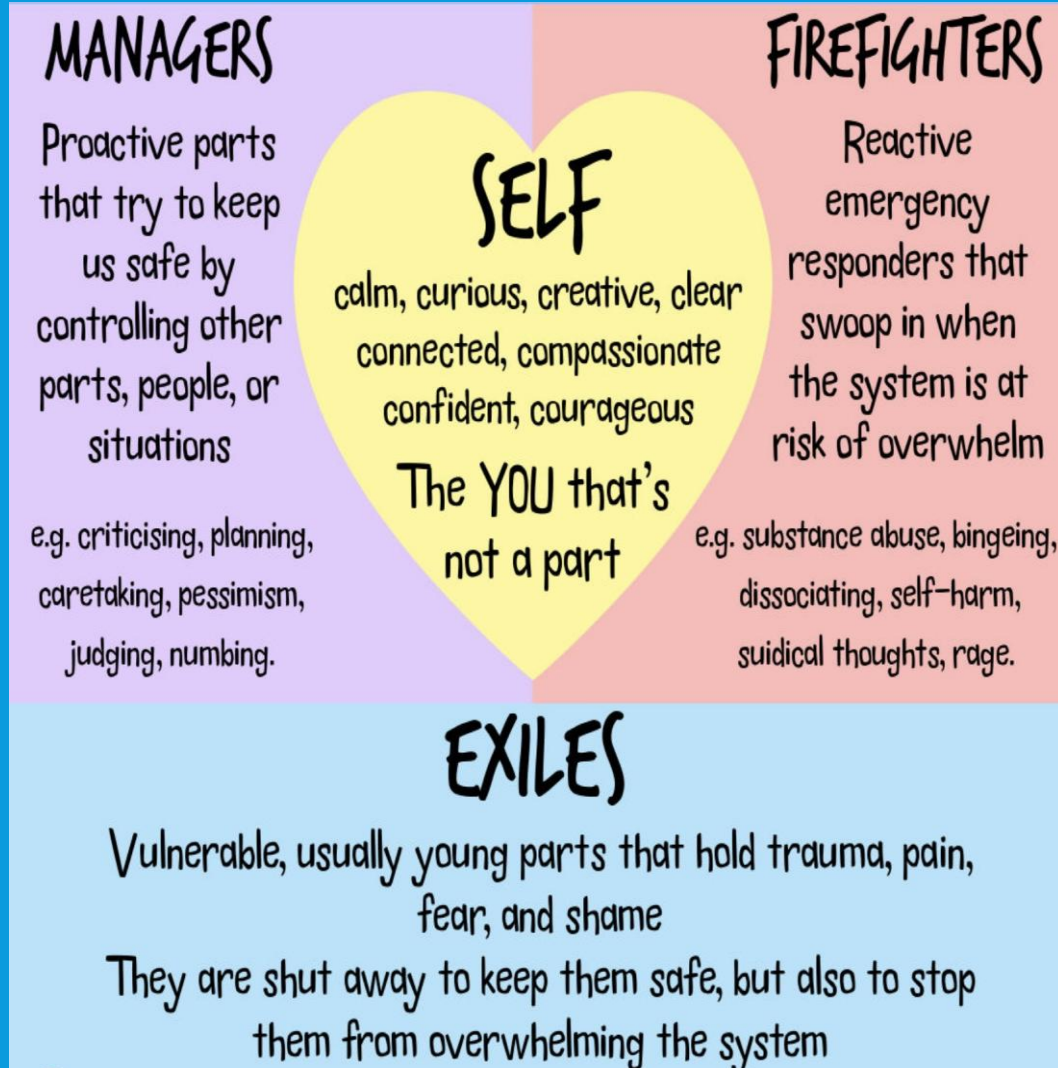 MANAGERS
Proactive parts
that try to keep
us safe by
controlling other
parts, people, or
situations
e.g. criticising, planning,
caretaking, pessimism,
judging, numbing.
SELF
calm, curious, creative, clear
connected, compassionate
confident, courageous
The YOU that's
not a part
FIREFIGHTERS
Reactive
emergency
responders that
swoop in when
the system is at
risk of overwhelm
e.g. substance abuse, bingeing,
dissociating, self-harm,
suidical thoughts, rage.
EXILES
Vulnerable, usually young parts that hold trauma, pain,
fear, and shame
They are shut away to keep them safe, but also to stop
them from overwhelming the system